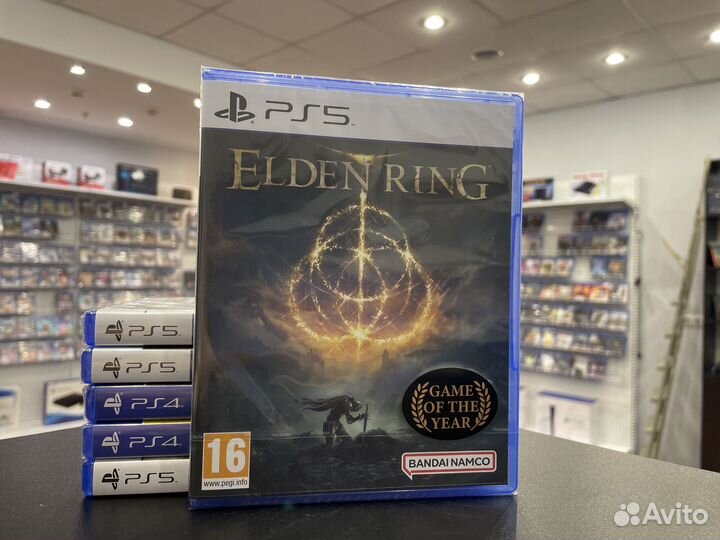 PS5
ELDEN RING
GAME
OF THE
YEAR
16
www.pegi.info
BANDAI NAMCO
PS5
PS5
PS4
PS4
PS5
Avito